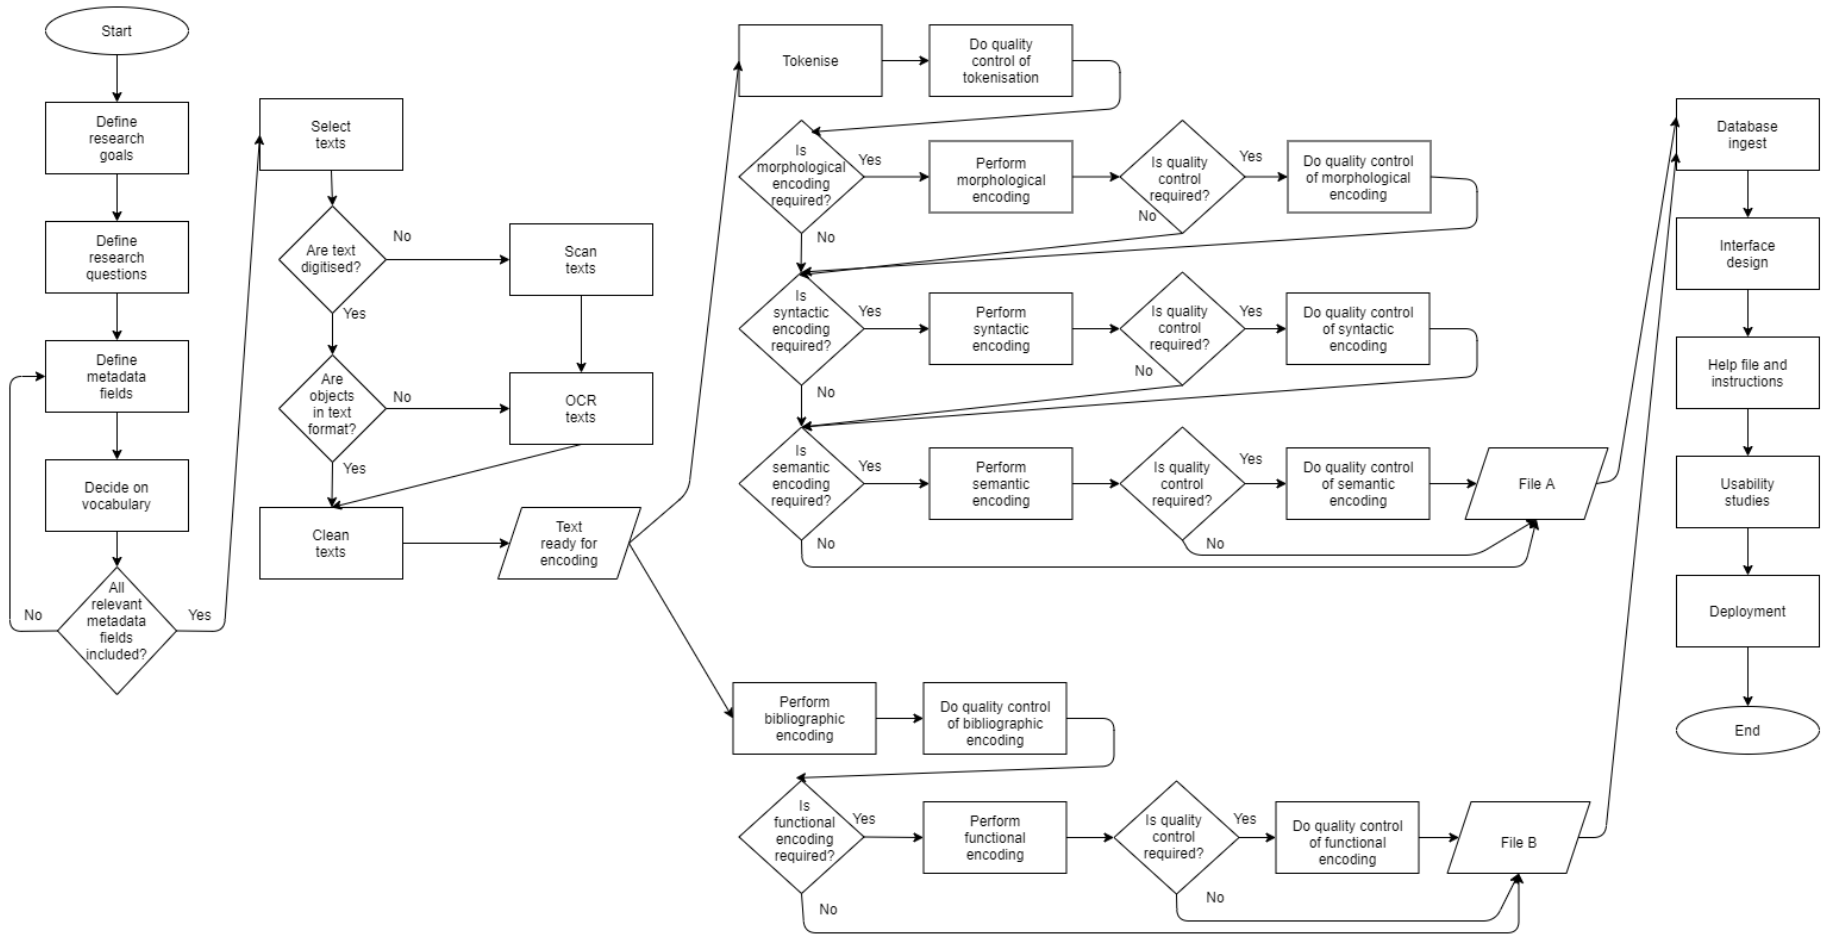 Start
Define
research
goals
Define
research
questions
Define
metadata
fields
Decide on
vocabulary
All
relevant
metadata
fields
included?
No
Yes
Select
texts
Are text
digitised?
No
Yes
Scan
texts
Are
objects
in text
format?
No
Yes
OCR
texts
Clean
texts
Text
ready for
encoding
Tokenise
Do quality
control of
tokenisation
Is
morphological
encoding
required?
Yes
No
Perform
morphological
encoding
Is quality
control
required?
Yes
No
Do quality control
of morphological
encoding
Is
syntactic
encoding
required?
Yes
No
Perform
syntactic
encoding
Is quality
control
required?
Yes
No
Do quality control
of syntactic
encoding
Is
semantic
encoding
required?
Yes
No
Perform
semantic
encoding
Is quality
control
required?
Yes
No
Do quality control
of semantic
encoding
File A
Perform
bibliographic
encoding
Do quality control
of bibliographic
encoding
Is
functional
encoding
required?
Yes
No
Perform
functional
encoding
Is quality
control
required?
Yes
No
Do quality control
of functional
encoding
File B
Database
ingest
Interface
design
Help file and
instructions
Usability
studies
Deployment
End